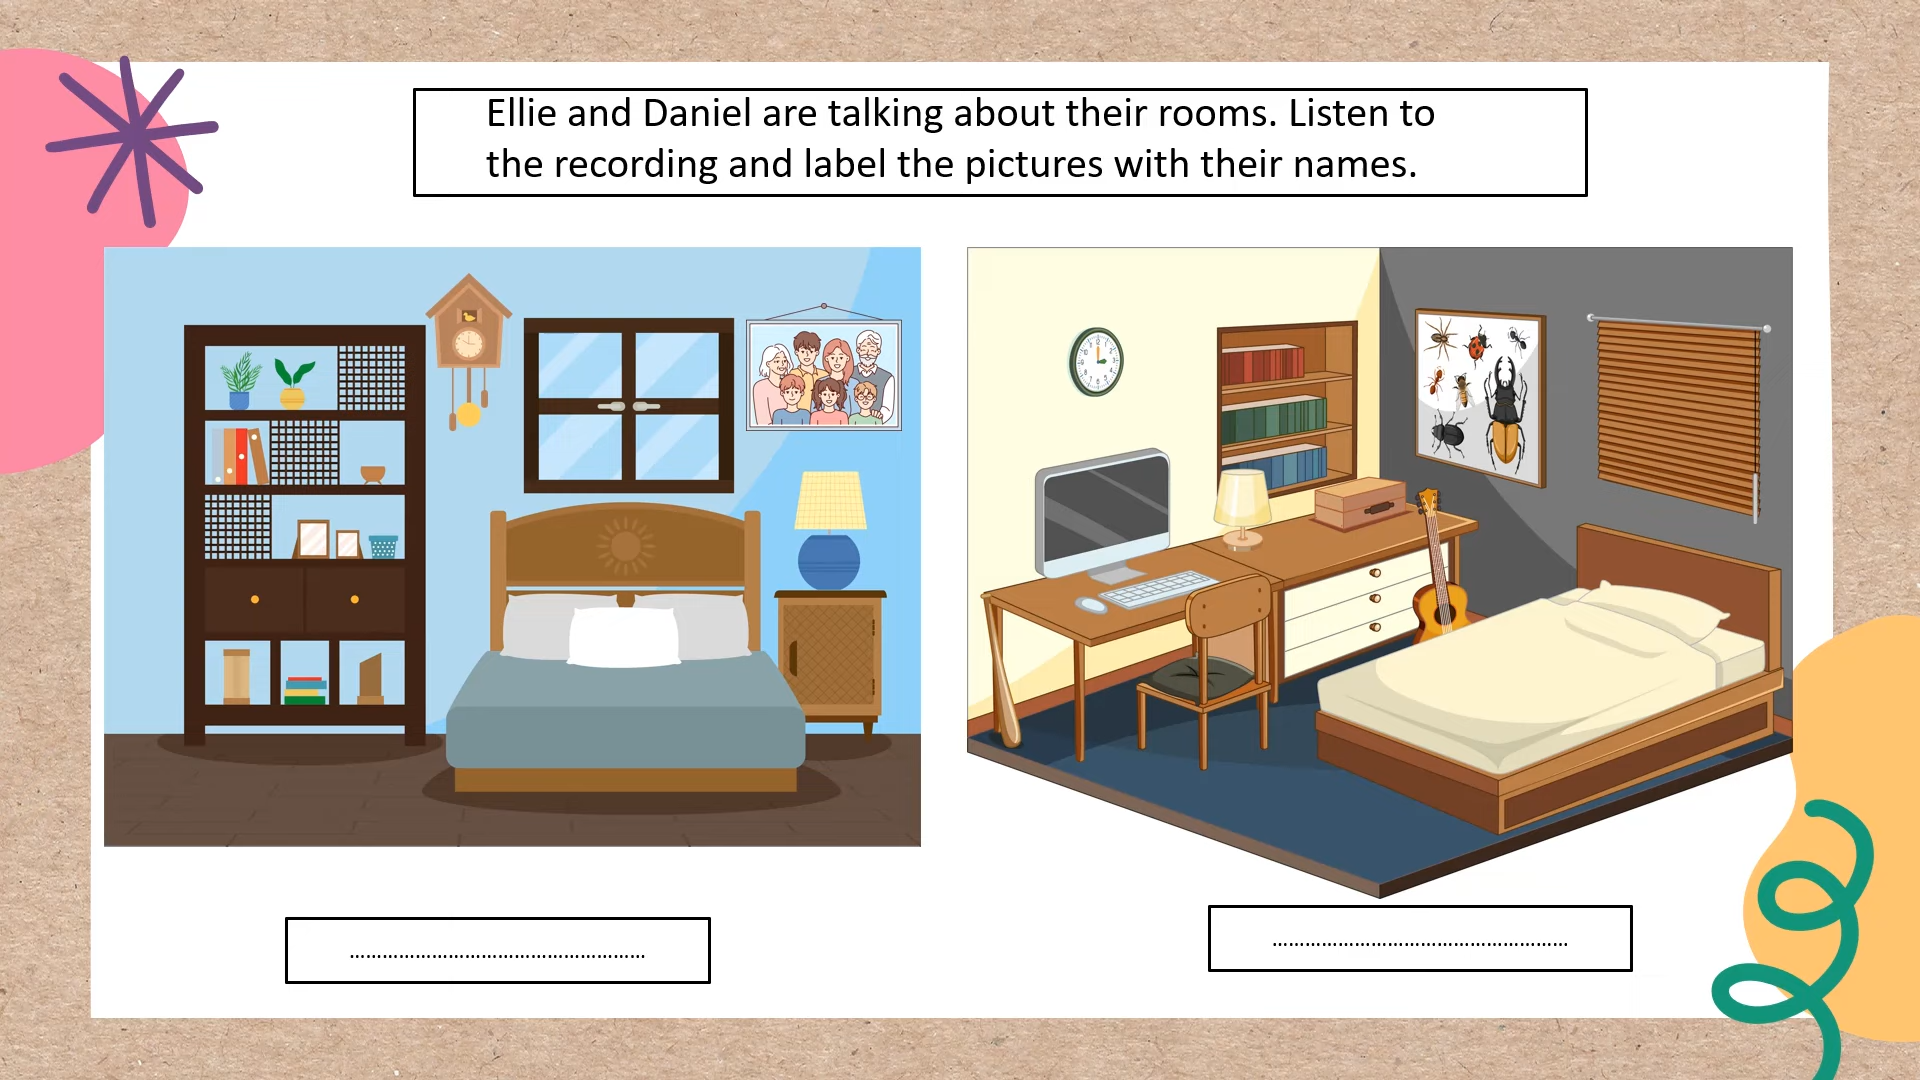 Ellie and Daniel are talking about their rooms. Listen to
the recording and label the pictures with their names.